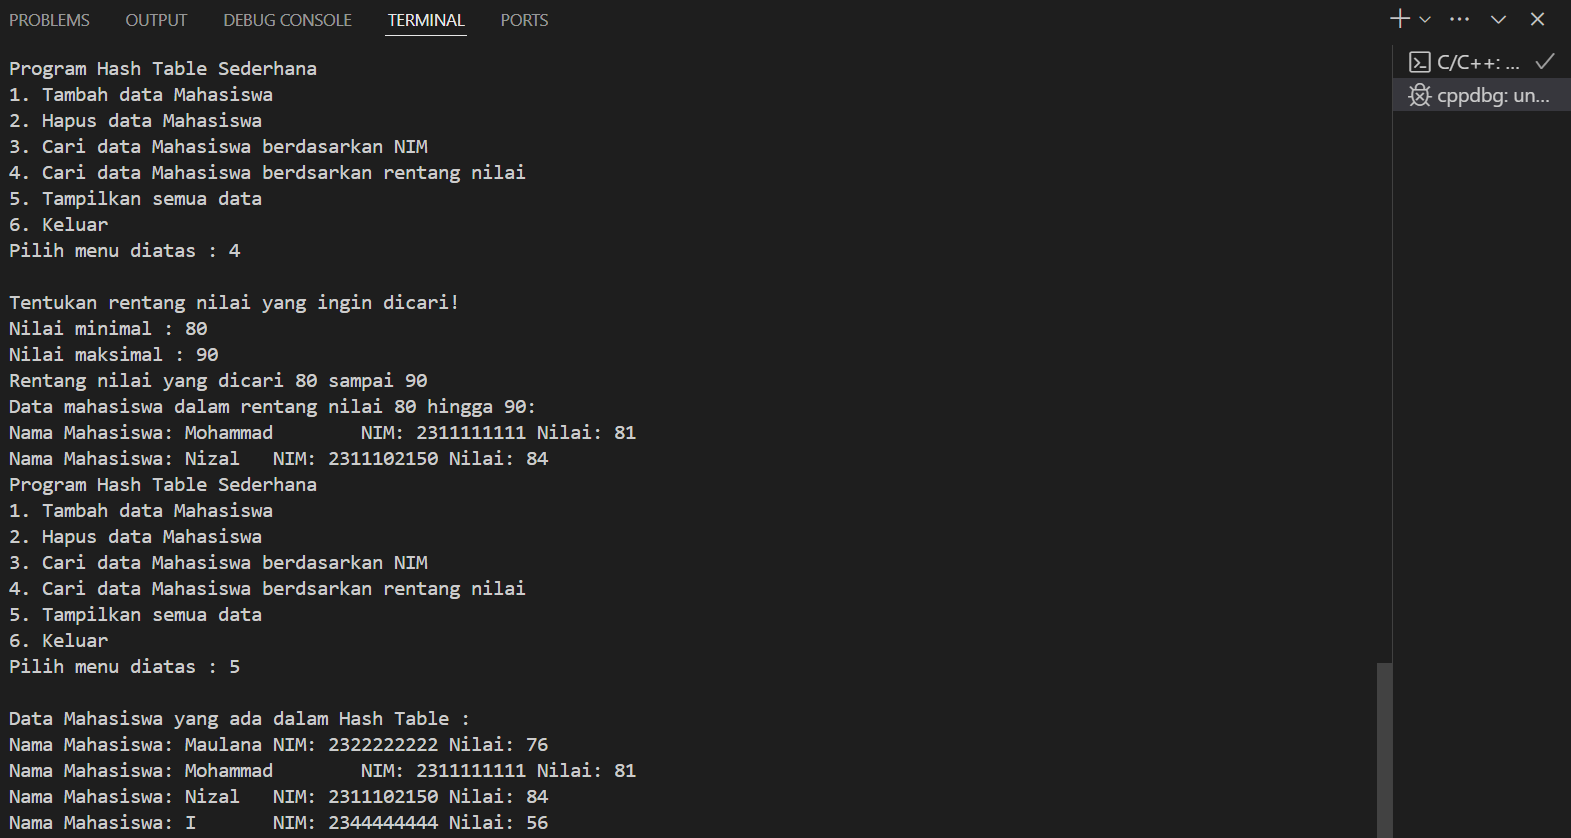 PROBLEMS OUTPUT DEBUG CONSOLE TERMINAL PORTS
C/C++: ...
cppdbg: un...
Program Hash Table Sederhana
1. Tambah data Mahasiswa
2. Hapus data Mahasiswa
3. Cari data Mahasiswa berdasarkan NIM
4. Cari data Mahasiswa berdsarkan rentang nilai
5. Tampilkan semua data
6. Keluar
Pilih menu diatas : 4
Tentukan rentang nilai yang ingin dicari!
Nilai minimal : 80
Nilai maksimal : 90
Rentang nilai yang dicari 80 sampai 90
Data mahasiswa dalam rentang nilai 80 hingga 90:
Nama Mahasiswa: Mohammad        NIM: 2311111111 Nilai: 81
Nama Mahasiswa: Nizal   NIM: 2311102150 Nilai: 84
Program Hash Table Sederhana
1. Tambah data Mahasiswa
2. Hapus data Mahasiswa
3. Cari data Mahasiswa berdasarkan NIM
4. Cari data Mahasiswa berdsarkan rentang nilai
5. Tampilkan semua data
6. Keluar
Pilih menu diatas : 5
Data Mahasiswa yang ada dalam Hash Table :
Nama Mahasiswa: Maulana NIM: 2322222222 Nilai: 76
Nama Mahasiswa: Mohammad        NIM: 2311111111 Nilai: 81
Nama Mahasiswa: Nizal   NIM: 2311102150 Nilai: 84
Nama Mahasiswa: I       NIM: 2344444444 Nilai: 56